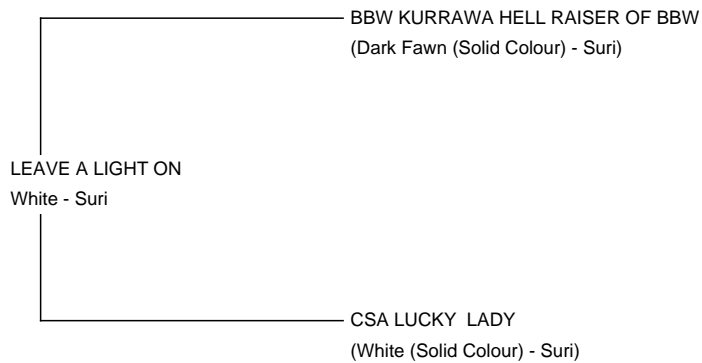 BBW KURRAWA HELL RAISER OF BBW
(Dark Fawn (Solid Colour) - Suri)
LEAVE A LIGHT ON
White - Suri
CSA LUCKY  LADY
(White (Solid Colour) - Suri)